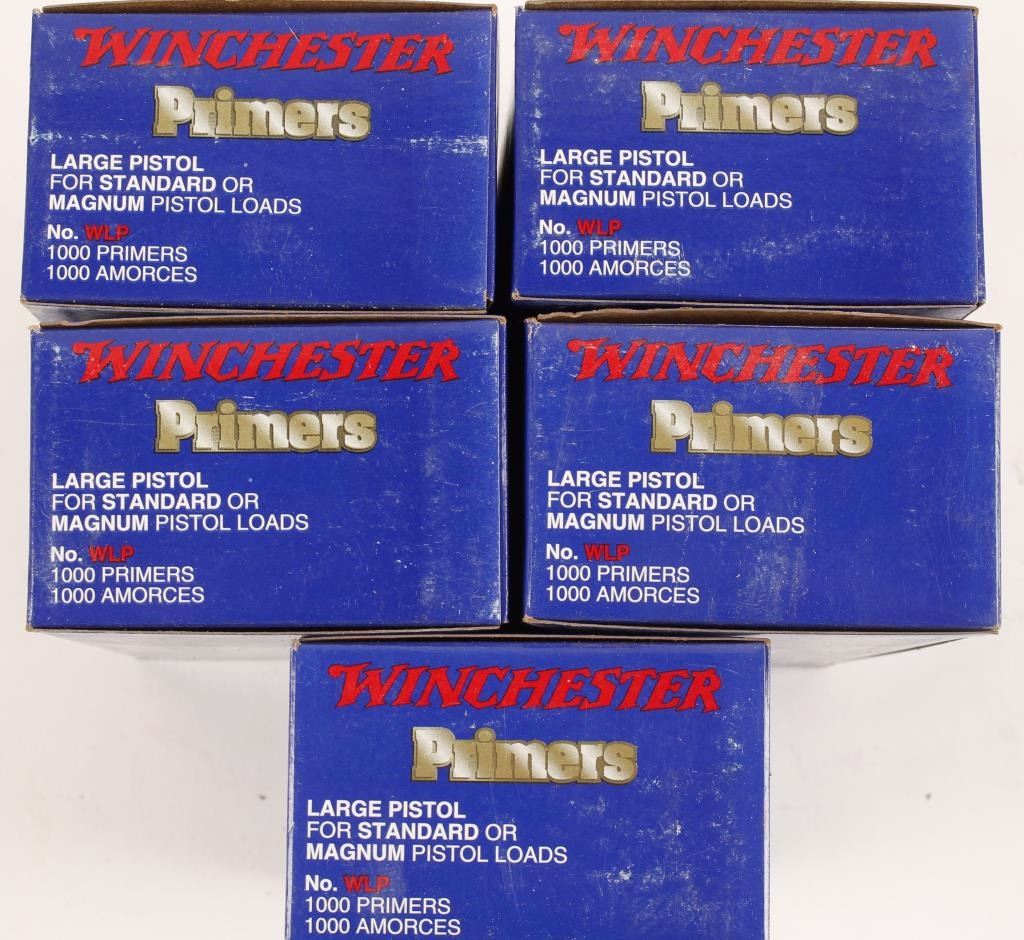 WINCHESTER
Primers
LARGE PISTOL
FOR STANDARD OR
MAGNUM PISTOL LOADS
No. WLP
1000 PRIMERS
1000 AMORCES
WINCHESTER
Primers
LARGE PISTOL
FOR STANDARD OR
MAGNUM PISTOL LOADS
No. WLP
1000 PRIMERS
1000 AMORCES
WINCHESTER
Primers
LARGE PISTOL
FOR STANDARD OR
MAGNUM PISTOL LOADS
No. WLP
1000 PRIMERS
1000 AMORCES
WINCHESTER
Primers
LARGE PISTOL
FOR STANDARD OR
MAGNUM PISTOL LOADS
No. WLP
1000 PRIMERS
1000 AMORCES
WINCHESTER
Primers
LARGE PISTOL
FOR STANDARD OR
MAGNUM PISTOL LOADS
No. WLP
1000 PRIMERS
1000 AMORCES